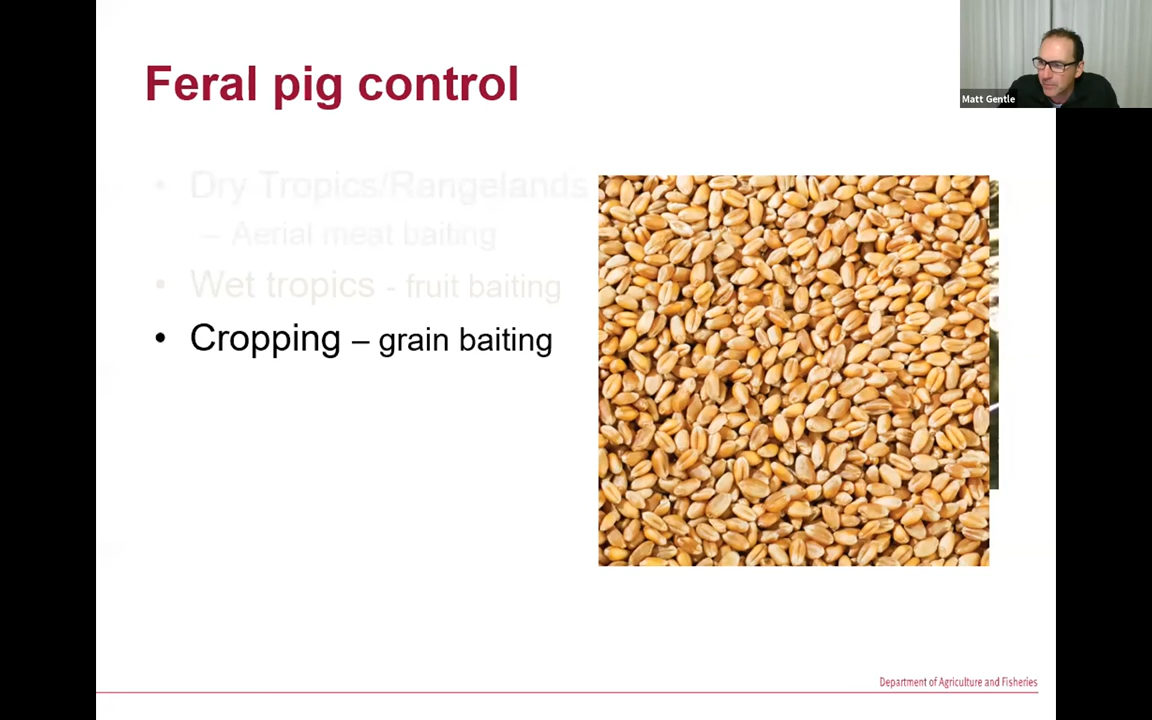 Feral pig control
Matt Gentle
• Dry Tropics/Rangelands
– Aerial meat baiting
• Wet tropics - fruit baiting
• Cropping – grain baiting
Department of Agriculture and Fisheries